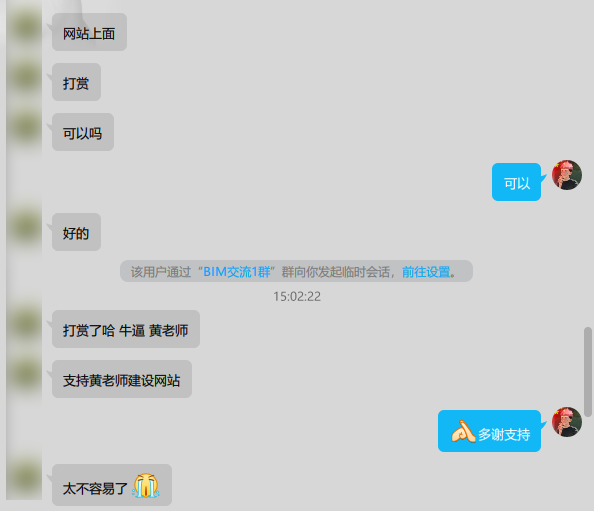 网站上面
打赏
可以吗
可以
好的
该用户通过“BIM交流1群”群向你发起临时会话，前往设置。
15:02:22
打赏了哈 牛逼 黄老师
支持黄老师建设网站
多谢支持
太不容易了